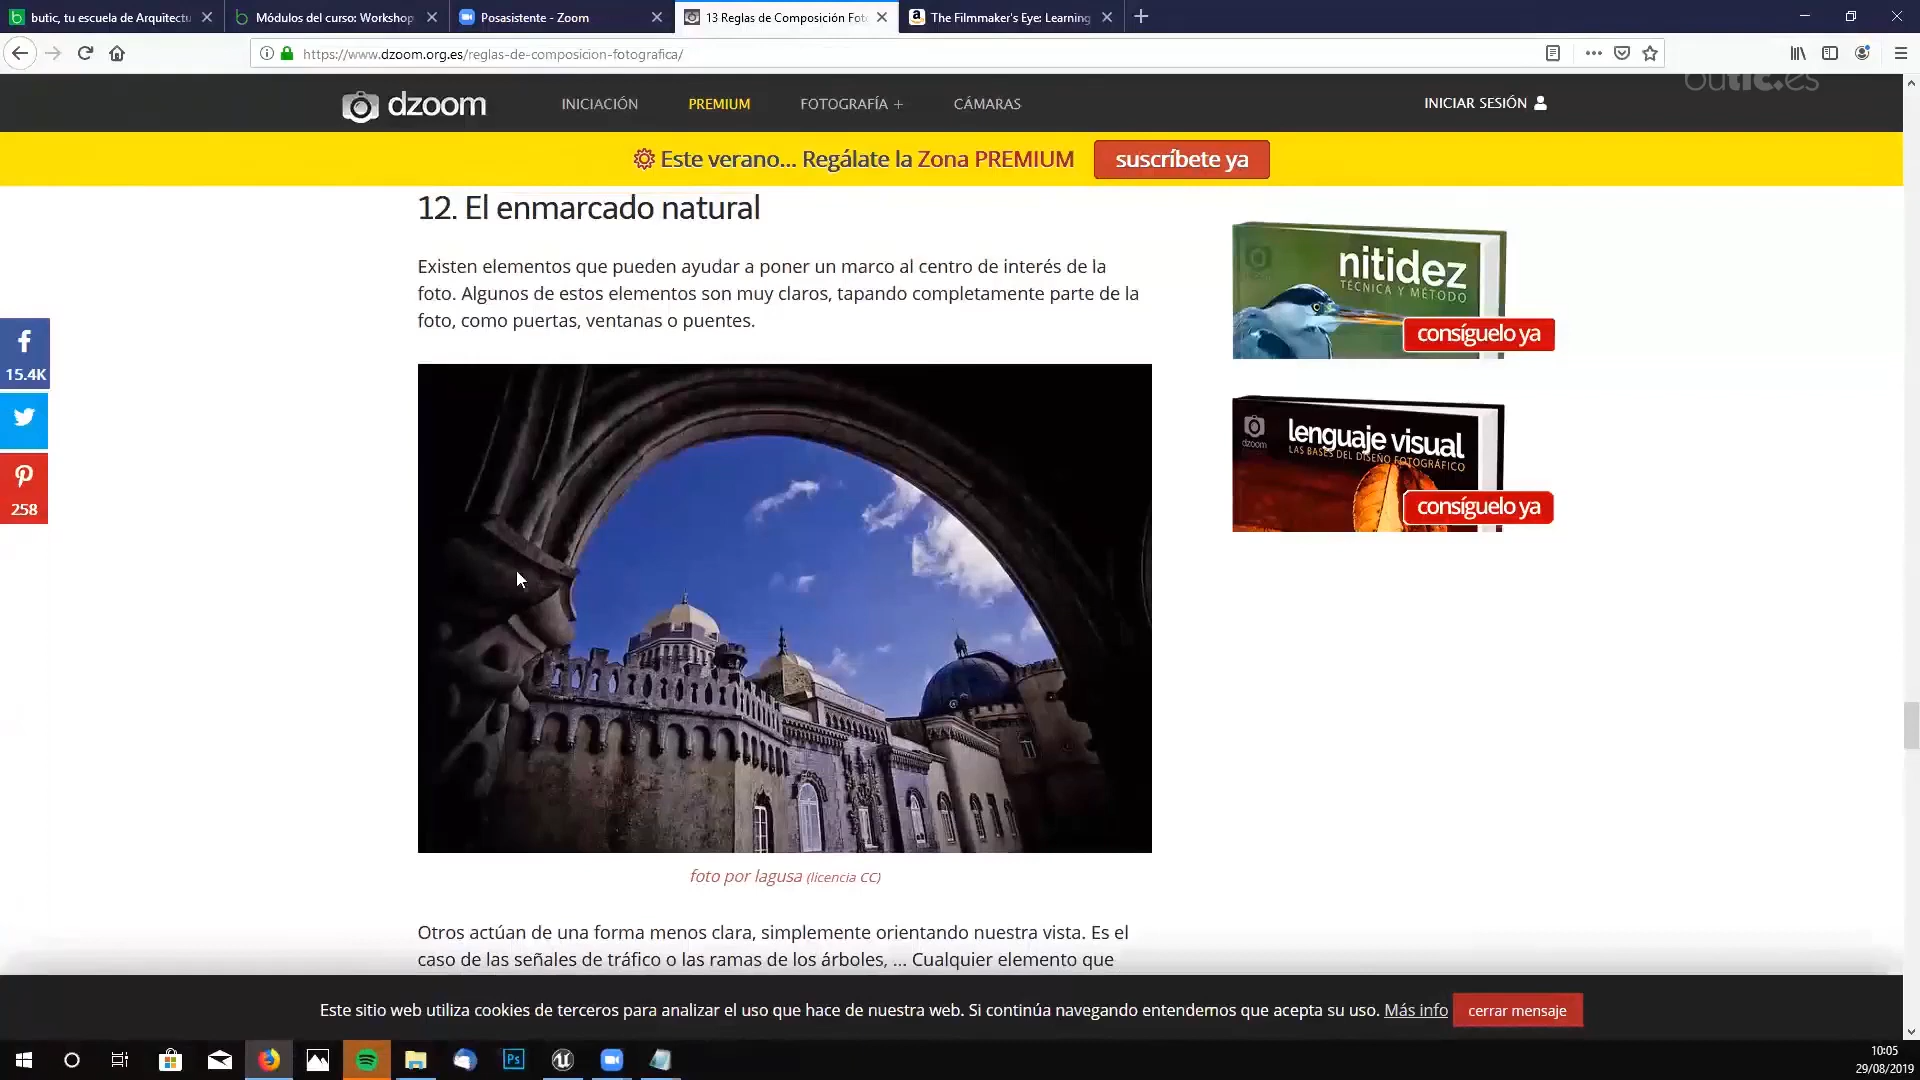 butic, tu escuela de Arquitectu
Módulos del curso: Workshop
Posasistente - Zoom
13 Reglas de Composición Foto
The Filmmaker's Eye: Learning
https://www.dzoom.org.es/reglas-de-composicion-fotografica/
butic.es
dzoom
INICIACIÓN
PREMIUM
FOTOGRAFÍA +
CÁMARAS
INICIAR SESIÓN
Este verano... Regálate la Zona PREMIUM
suscríbete ya
12. El enmarcado natural
Existen elementos que pueden ayudar a poner un marco al centro de interés de la
foto. Algunos de estos elementos son muy claros, tapando completamente parte de la
foto, como puertas, ventanas o puentes.
nitidez
TÉCNICA Y MÉTODO
consíguelo ya
15.4K
258
dzoom
lenguaje visual
LAS BASES DEL DISEÑO FOTOGRÁFICO
consíguelo ya
foto por lagusa (licencia CC)
Otros actúan de una forma menos clara, simplemente orientando nuestra vista. Es el
caso de las señales de tráfico o las ramas de los árboles, ... Cualquier elemento que
Este sitio web utiliza cookies de terceros para analizar el uso que hace de nuestra web. Si continúa navegando entendemos que acepta su uso. Más info
cerrar mensaje
Ps
10:05
29/08/2019